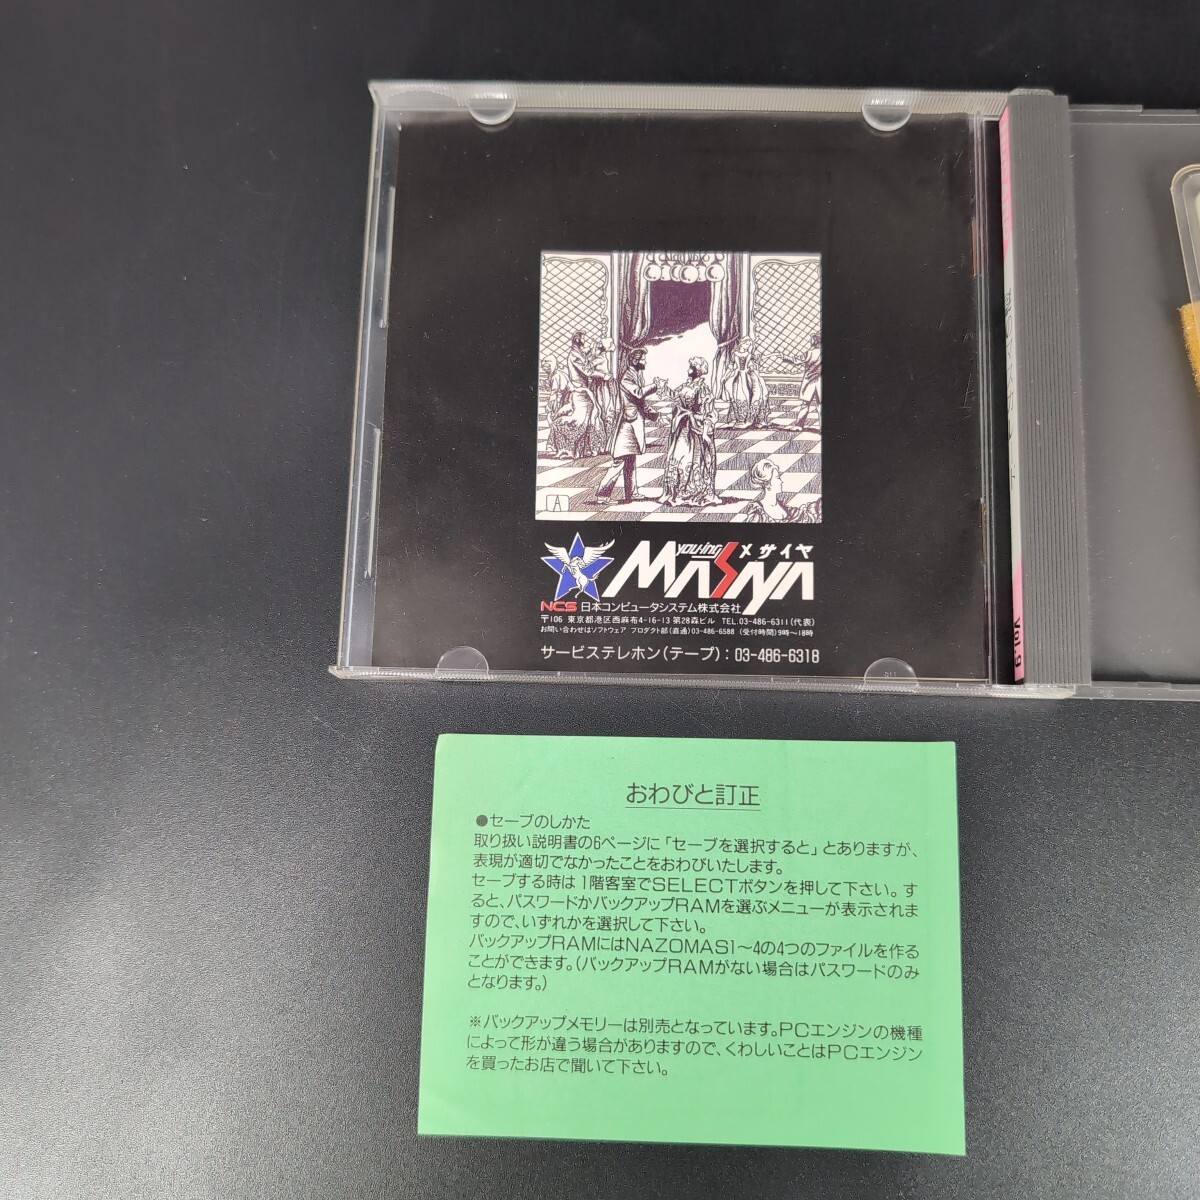 A
you-ing
メサイヤ
MASAYA
NCS 日本コンピュータシステム株式会社
〒106 東京都港区西麻布4-16-13 第28森ビル TEL.03-486-6311(代表)
お問い合わせはソフトウェア プロダクト部(直通)03-486-6588 (受付時間)9時〜18時
サービステレホン(テープ):03-486-6318
Vol.9
おわびと訂正
●セーブのしかた
取り扱い説明書の6ページに「セーブを選択すると」とありますが、
表現が適切でなかったことをおわびいたします。
セーブする時は1階客室でSELECTボタンを押して下さい。す
ると、パスワードかバックアップRAMを選ぶメニューが表示されま
すので、いずれかを選択して下さい。
バックアップRAMにはNAZOMAS1〜4の4つのファイルを作る
ことができます。(バックアップRAMがない場合はパスワードのみ
となります。)
※バックアップメモリーは別売となっています。PCエンジンの機種
によって形が違う場合がありますので、くわしいことはPCエンジン
を買ったお店で聞いて下さい。